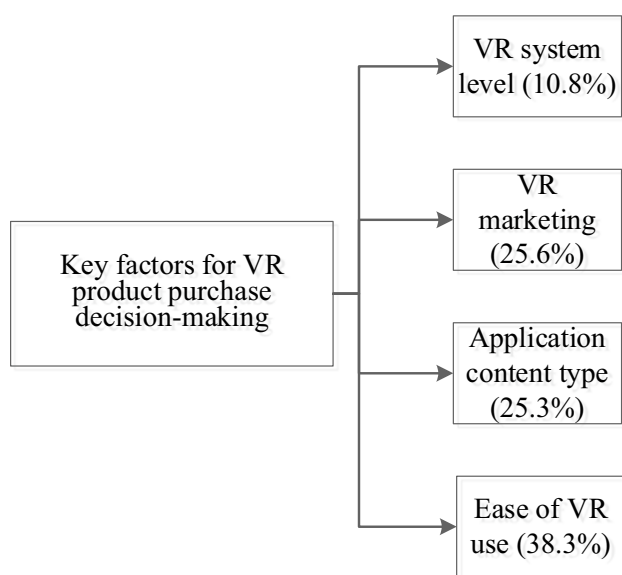 VR system
level (10.8%)
VR
marketing
(25.6%)
Key factors for VR
product purchase
decision-making
Application
content type
(25.3%)
Ease of VR
use (38.3%)